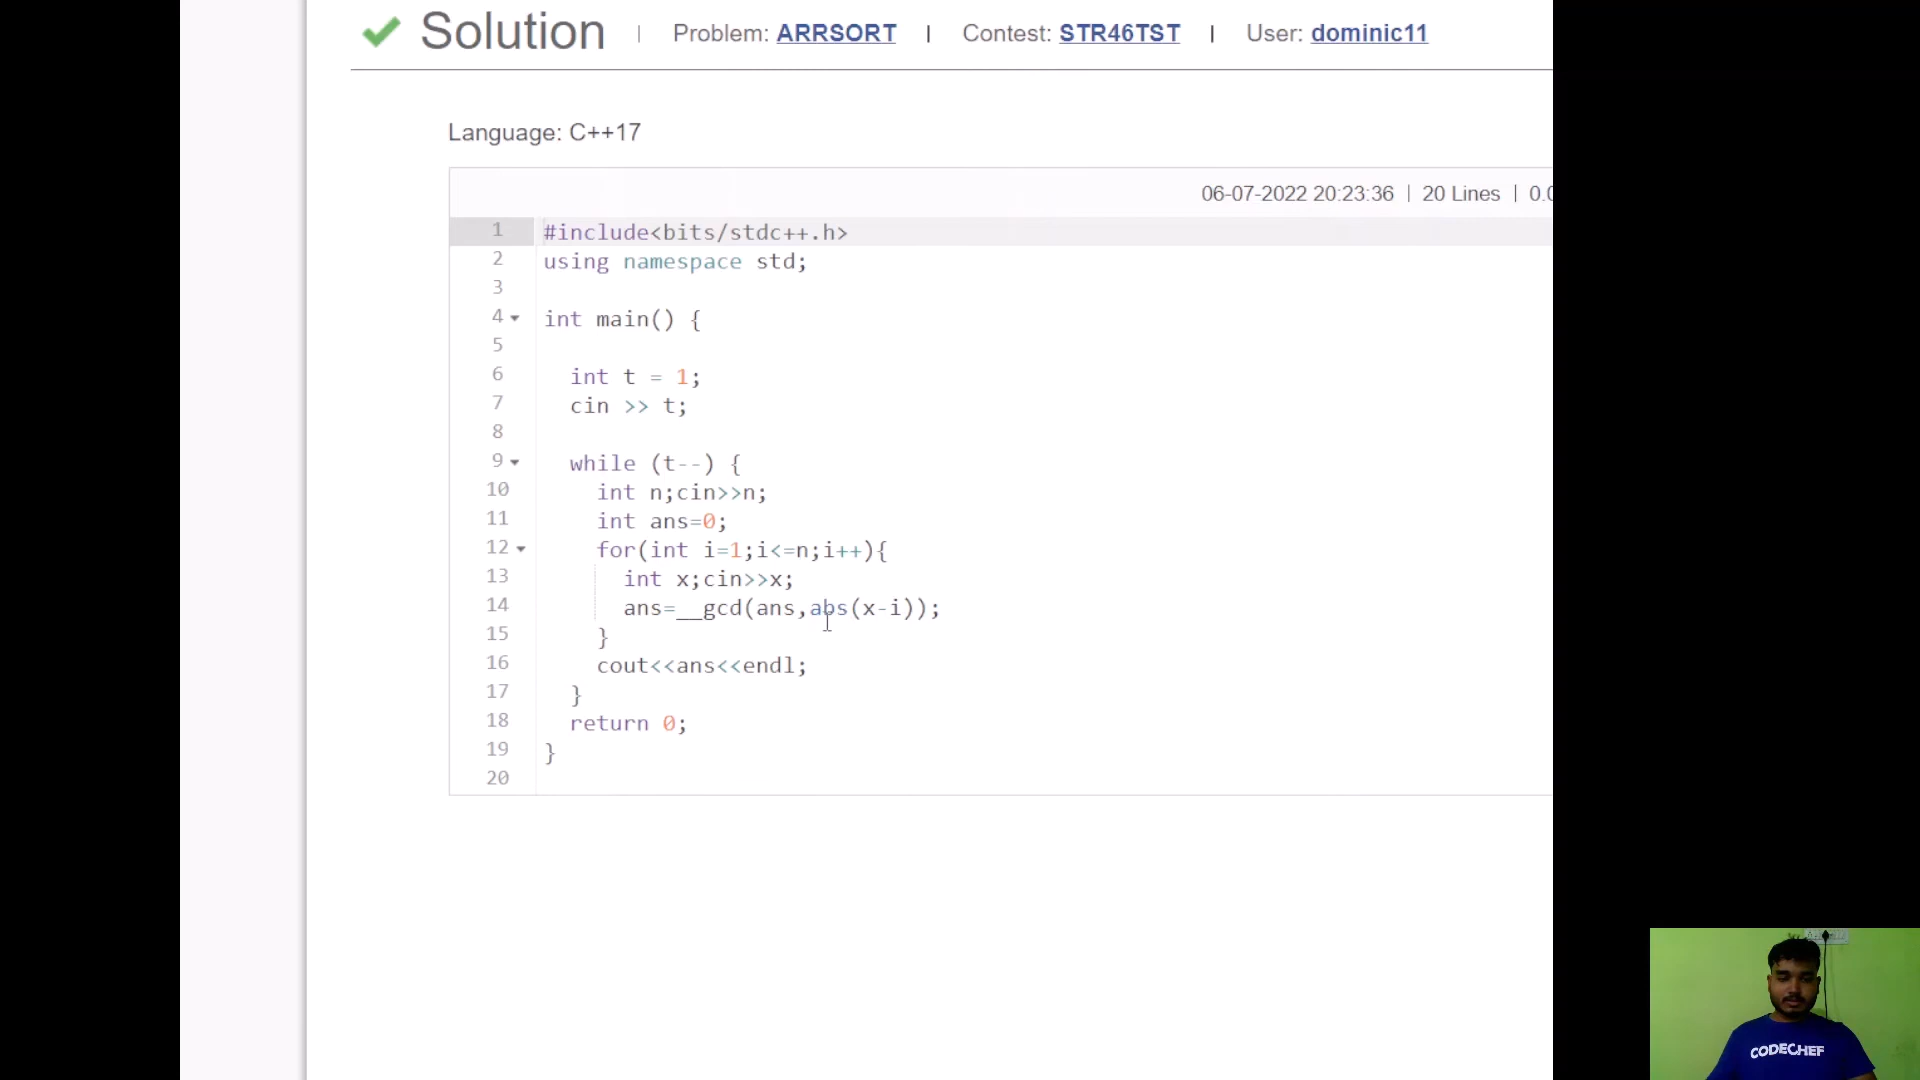 Solution | Problem: ARRSORT | Contest: STR46TST | User: dominic11
Language: C++17
06-07-2022 20:23:36 | 20 Lines | 0.0
1 #include<bits/stdc++.h>
2 using namespace std;
3
4 int main() {
5
6 int t = 1;
7 cin >> t;
8
9 while (t--) {
10 int n;cin>>n;
11 int ans=0;
12 for(int i=1;i<=n;i++){
13 int x;cin>>x;
14 ans=__gcd(ans,abs(x-i));
15 }
16 cout<<ans<<endl;
17 }
18 return 0;
19 }
20
CODECHEF